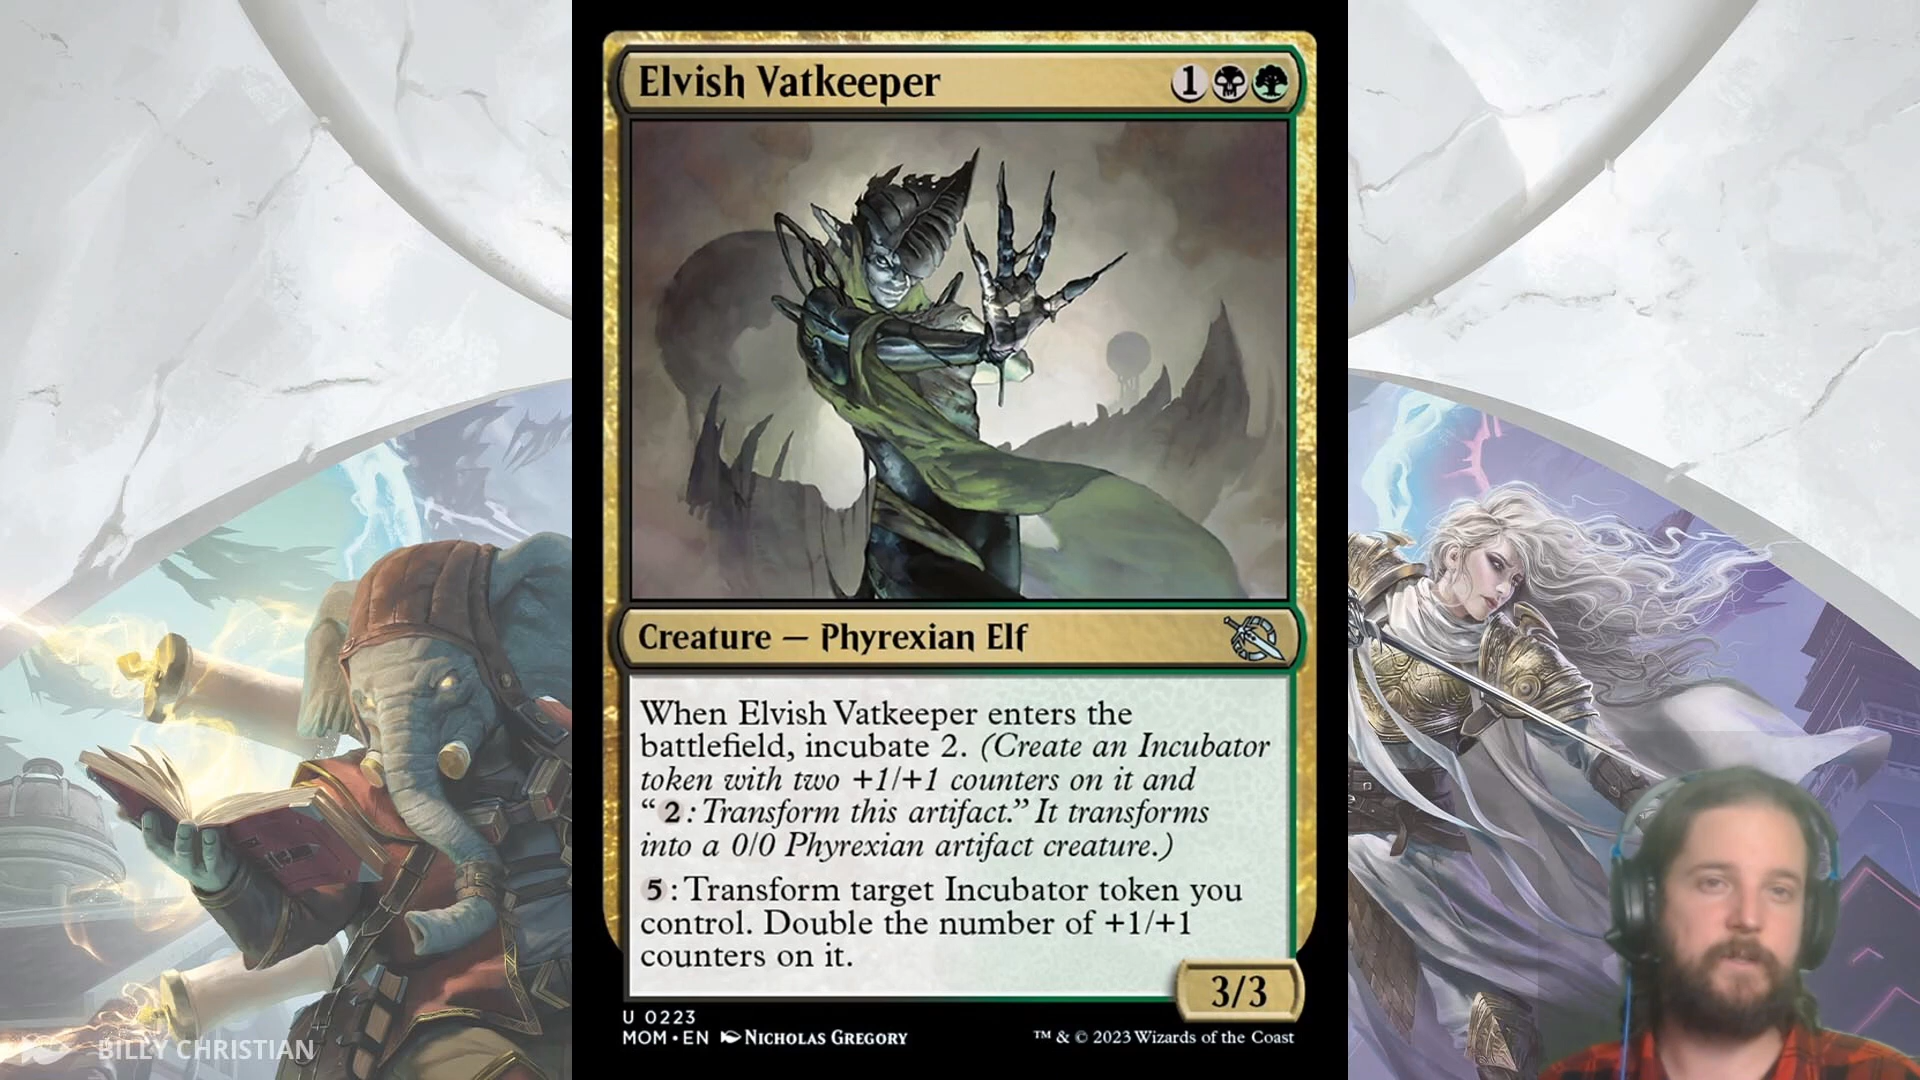 Elvish Vatkeeper
1
Creature — Phyrexian Elf
When Elvish Vatkeeper enters the
battlefield, incubate 2. (Create an Incubator
token with two +1/+1 counters on it and
“2: Transform this artifact.” It transforms
into a 0/0 Phyrexian artifact creature.)
5: Transform target Incubator token you
control. Double the number of +1/+1
counters on it.
3/3
U 0223
MOM • EN Nicholas Gregory
™ & © 2023 Wizards of the Coast
BILLY CHRISTIAN